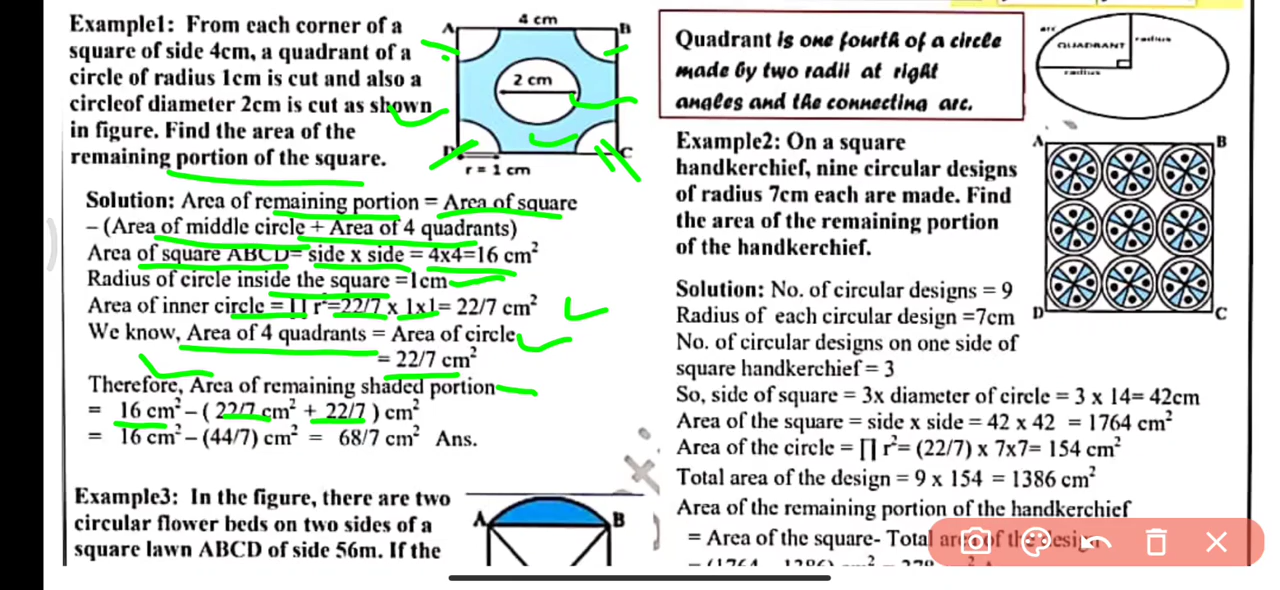 Example1: From each corner of a
square of side 4cm, a quadrant of a
circle of radius 1cm is cut and also a
circleof diameter 2cm is cut as shown
in figure. Find the area of the
remaining portion of the square.
A 4 cm B
2 cm
D C
r = 1 cm
Solution: Area of remaining portion = Area of square
– (Area of middle circle + Area of 4 quadrants)
Area of square ABCD= side x side = 4x4=16 cm²
Radius of circle inside the square =1cm
Area of inner circle = ∏ r²=22/7 x 1x1= 22/7 cm²
We know, Area of 4 quadrants = Area of circle
= 22/7 cm²
Therefore, Area of remaining shaded portion
= 16 cm² – ( 22/7 cm² + 22/7 ) cm²
= 16 cm² – (44/7) cm² = 68/7 cm² Ans.
Example3: In the figure, there are two
circular flower beds on two sides of a
square lawn ABCD of side 56m. If the
A B
Quadrant is one fourth of a circle
made by two radii at right
angles and the connecting arc.
arc
QUADRANT radius
radius
Example2: On a square
handkerchief, nine circular designs
of radius 7cm each are made. Find
the area of the remaining portion
of the handkerchief.
A B
D C
Solution: No. of circular designs = 9
Radius of each circular design =7cm
No. of circular designs on one side of
square handkerchief = 3
So, side of square = 3x diameter of circle = 3 x 14= 42cm
Area of the square = side x side = 42 x 42 = 1764 cm²
Area of the circle = ∏ r²= (22/7) x 7x7= 154 cm²
Total area of the design = 9 x 154 = 1386 cm²
Area of the remaining portion of the handkerchief
= Area of the square- Total area of the design